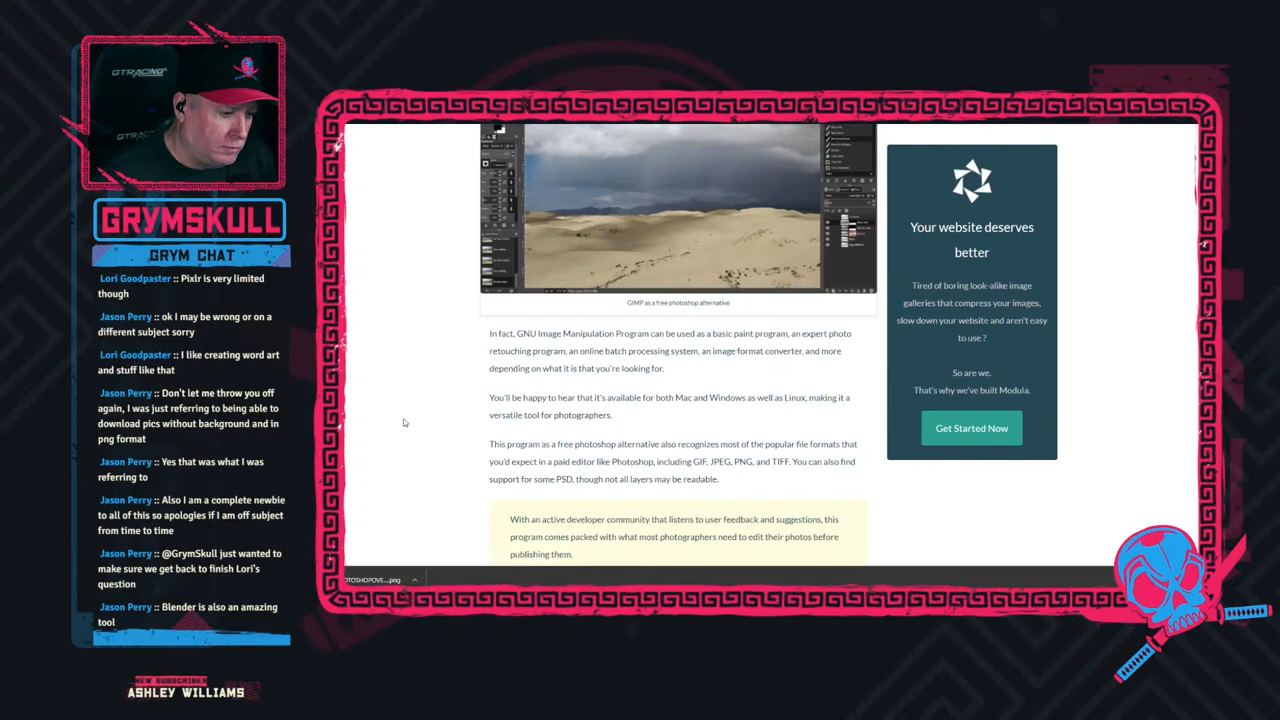 GTRACING
GTRACING
GRYMSKULL
GRYM CHAT
Lori Goodpaster :: Pixlr is very limited
though
Jason Perry :: ok I may be wrong or on a
different subject sorry
Lori Goodpaster :: I like creating word art
and stuff like that
Jason Perry :: Don't let me throw you off
again, I was just referring to being able to
download pics without background and in
png format
Jason Perry :: Yes that was what I was
referring to
Jason Perry :: Also I am a complete newbie
to all of this so apologies if I am off subject
from time to time
Jason Perry :: @GrymSkull just wanted to
make sure we get back to finish Lori's
question
Jason Perry :: Blender is also an amazing
tool
NEW SUBSCRIBER
ASHLEY WILLIAMS
GIMP as a free photoshop alternative
In fact, GNU Image Manipulation Program can be used as a basic paint program, an expert photo
retouching program, an online batch processing system, an image format converter, and more
depending on what it is that you're looking for.
You'll be happy to hear that it's available for both Mac and Windows as well as Linux, making it a
versatile tool for photographers.
This program as a free photoshop alternative also recognizes most of the popular file formats that
you'd expect in a paid editor like Photoshop, including GIF, JPEG, PNG, and TIFF. You can also find
support for some PSD, though not all layers may be readable.
With an active developer community that listens to user feedback and suggestions, this
program comes packed with what most photographers need to edit their photos before
publishing them.
Your website deserves
better
Tired of boring look-alike image
galleries that compress your images,
slow down your website and aren't easy
to use ?
So are we.
That's why we've built Modula.
Get Started Now
OTOSHOPOVE....png